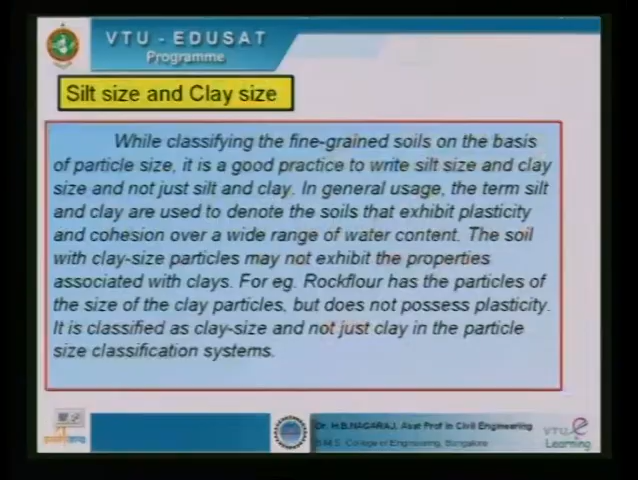 VTU - EDUSAT
Programme
Silt size and Clay size
While classifying the fine-grained soils on the basis
of particle size, it is a good practice to write silt size and clay
size and not just silt and clay. In general usage, the term silt
and clay are used to denote the soils that exhibit plasticity
and cohesion over a wide range of water content. The soil
with clay-size particles may not exhibit the properties
associated with clays. For eg. Rockflour has the particles of
the size of the clay particles, but does not possess plasticity.
It is classified as clay-size and not just clay in the particle
size classification systems.
Dr. H.B.NAGARAJ, Asst Prof in Civil Engineering
B.M.S. College of Engineering, Bangalore
VTU e
Learning